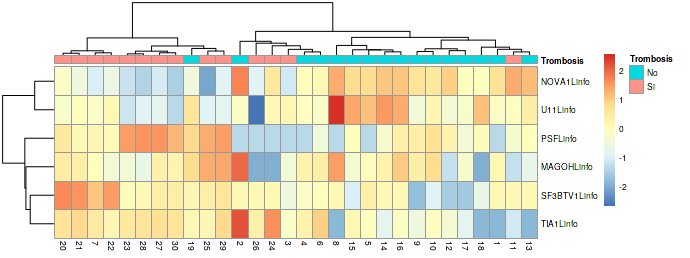 Trombosis
NOVA1Linfo
U11Linfo
PSFLinfo
MAGOHLinfo
SF3BTV1Linfo
TIA1Linfo
20 21 7 22 23 28 27 30 19 25 29 2 26 24 3 4 6 8 15 5 14 16 9 10 12 17 18 1 11 13
2
1
0
-1
-2
Trombosis
No
Si